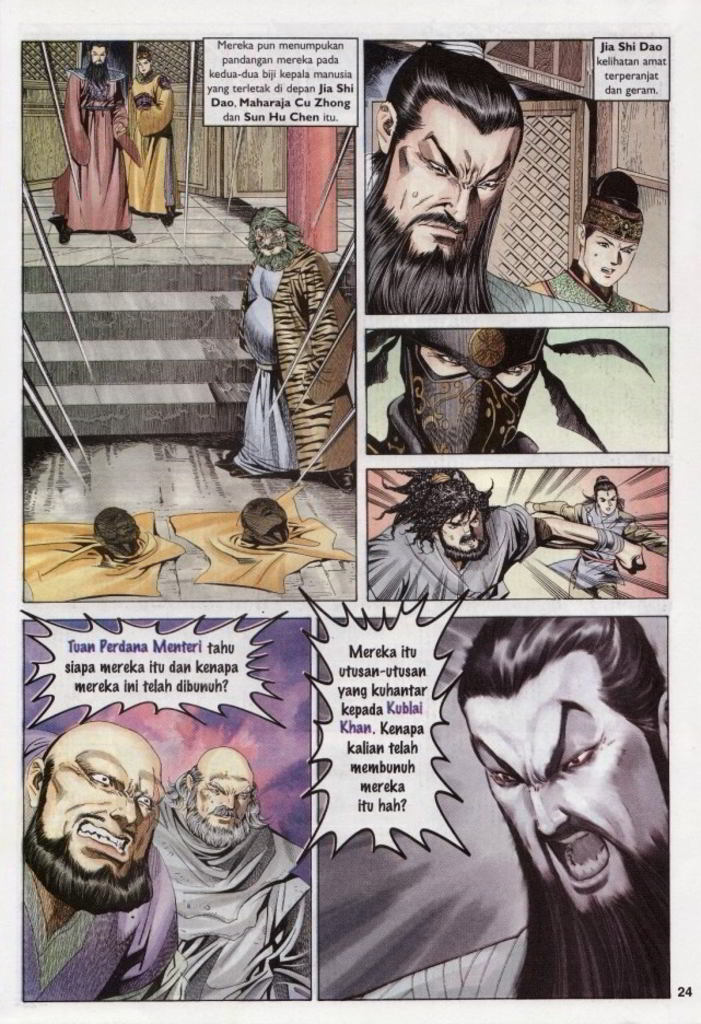 Mereka pun menumpukan
pandangan mereka pada
kedua-dua biji kepala manusia
yang terletak di depan Jia Shi
Dao, Maharaja Cu Zhong
dan Sun Hu Chen itu.
Jia Shi Dao
kelihatan amat
terperanjat
dan geram.
Tuan Perdana Menteri tahu
siapa mereka itu dan kenapa
mereka ini telah dibunuh?
Mereka itu
utusan-utusan
yang kuhantar
kepada Kublai
Khan. Kenapa
kalian telah
membunuh
mereka
itu hah?
24